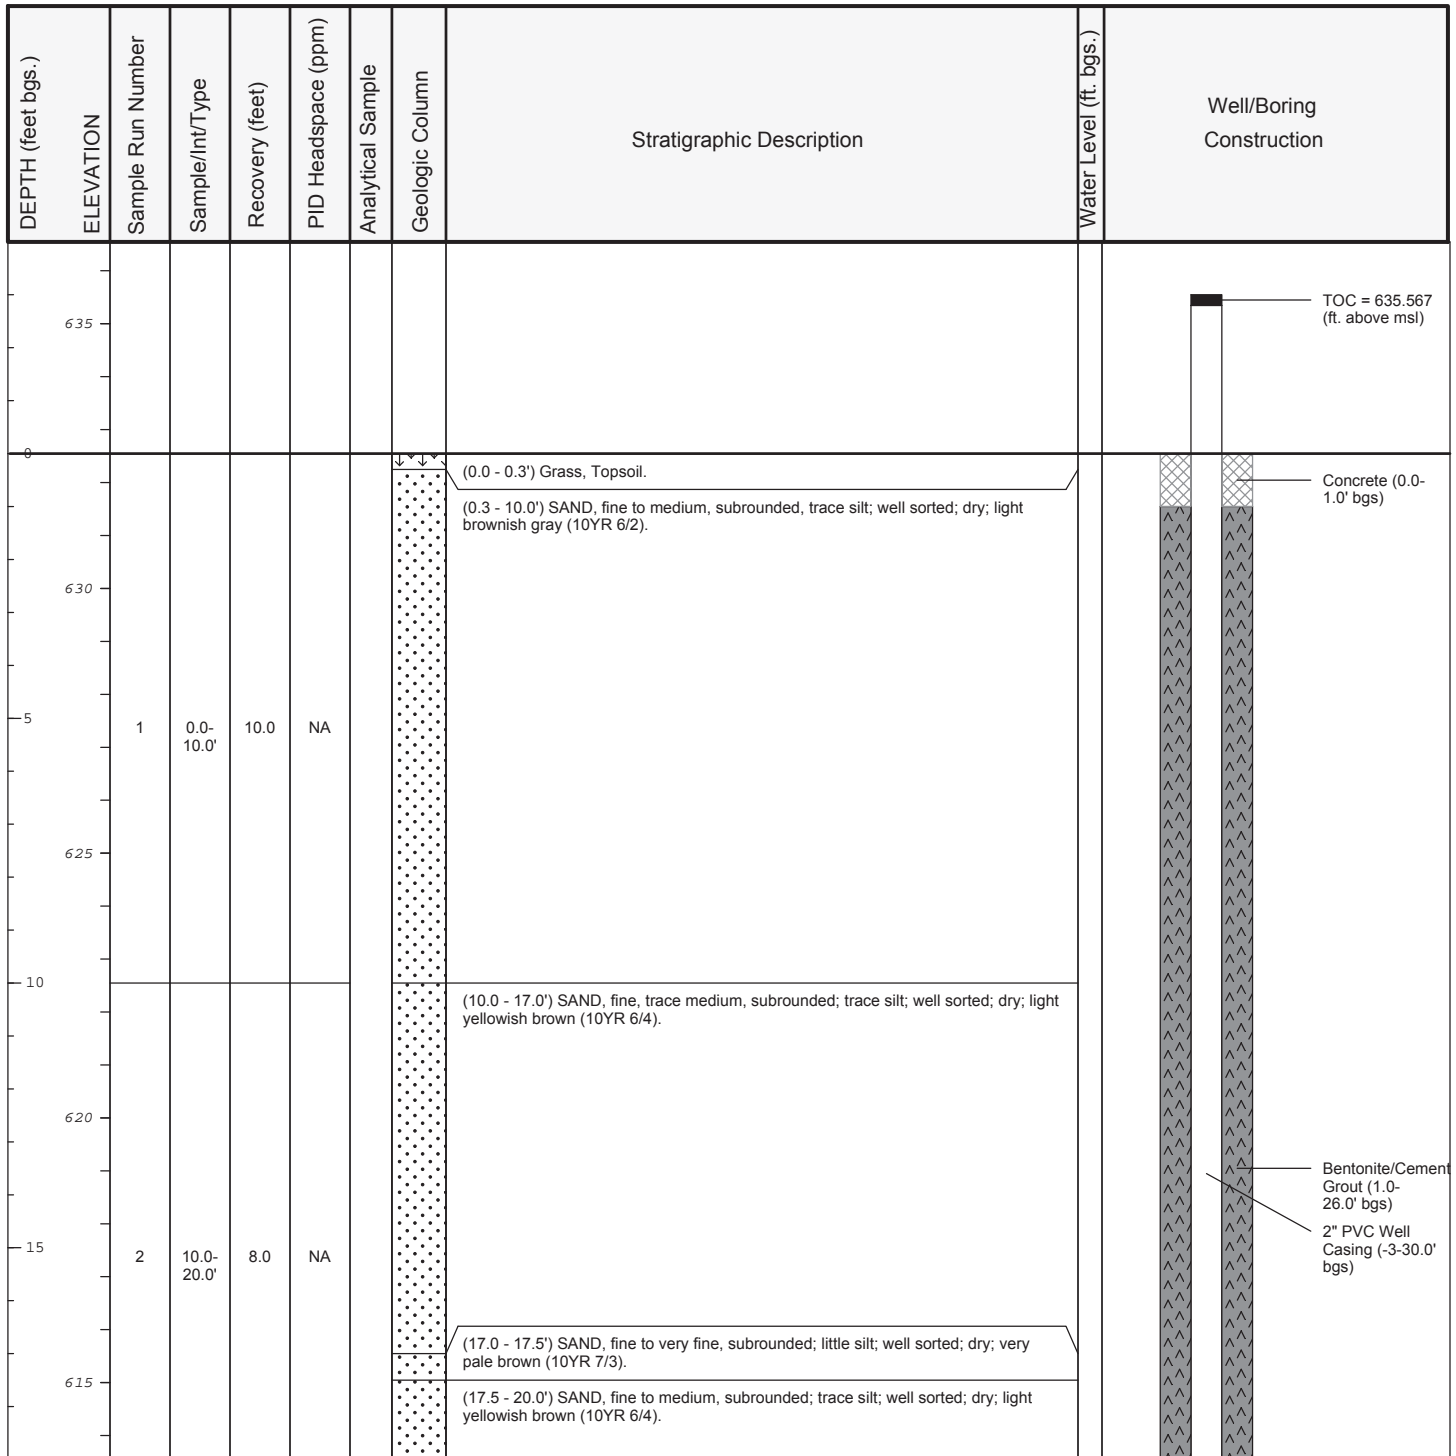 DEPTH (feet bgs.)
ELEVATION
Sample Run Number
Sample/Int/Type
Recovery (feet)
PID Headspace (ppm)
Analytical Sample
Geologic Column
Stratigraphic Description
Water Level (ft. bgs.)
Well/Boring
Construction
TOC = 635.567
(ft. above msl)
635
0
(0.0 - 0.3') Grass, Topsoil.
Concrete (0.0-
1.0' bgs)
(0.3 - 10.0') SAND, fine to medium, subrounded, trace silt; well sorted; dry; light
brownish gray (10YR 6/2).
630
5
1
0.0-
10.0'
10.0
NA
625
10
(10.0 - 17.0') SAND, fine, trace medium, subrounded; trace silt; well sorted; dry; light
yellowish brown (10YR 6/4).
620
Bentonite/Cement
Grout (1.0-
26.0' bgs)
2" PVC Well
Casing (-3-30.0'
bgs)
15
2
10.0-
20.0'
8.0
NA
(17.0 - 17.5') SAND, fine to very fine, subrounded; little silt; well sorted; dry; very
pale brown (10YR 7/3).
615
(17.5 - 20.0') SAND, fine to medium, subrounded; trace silt; well sorted; dry; light
yellowish brown (10YR 6/4).